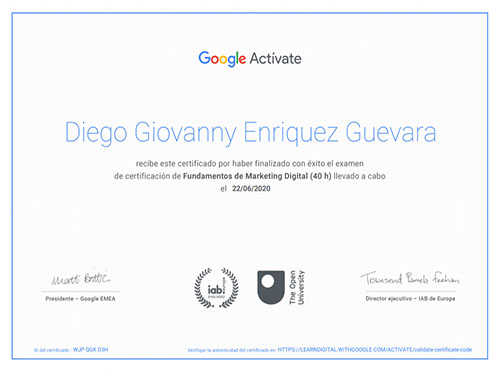 Google Actívate
Diego Giovanny Enriquez Guevara
recibe este certificado por haber finalizado con éxito el examen
de certificación de Fundamentos de Marketing Digital (40 h) llevado a cabo
el 22/06/2020
Matt Brittin
Townsend Pamela Feehan
iab.europe
ENDORSED
The Open
University
Presidente – Google EMEA
Director ejecutivo – IAB de Europa
ID del certificado: WJP QGK D3H
Verifique la autenticidad del certificado en: HTTPS://LEARNDIGITAL.WITHGOOGLE.COM/ACTIVATE/validate-certificate-code